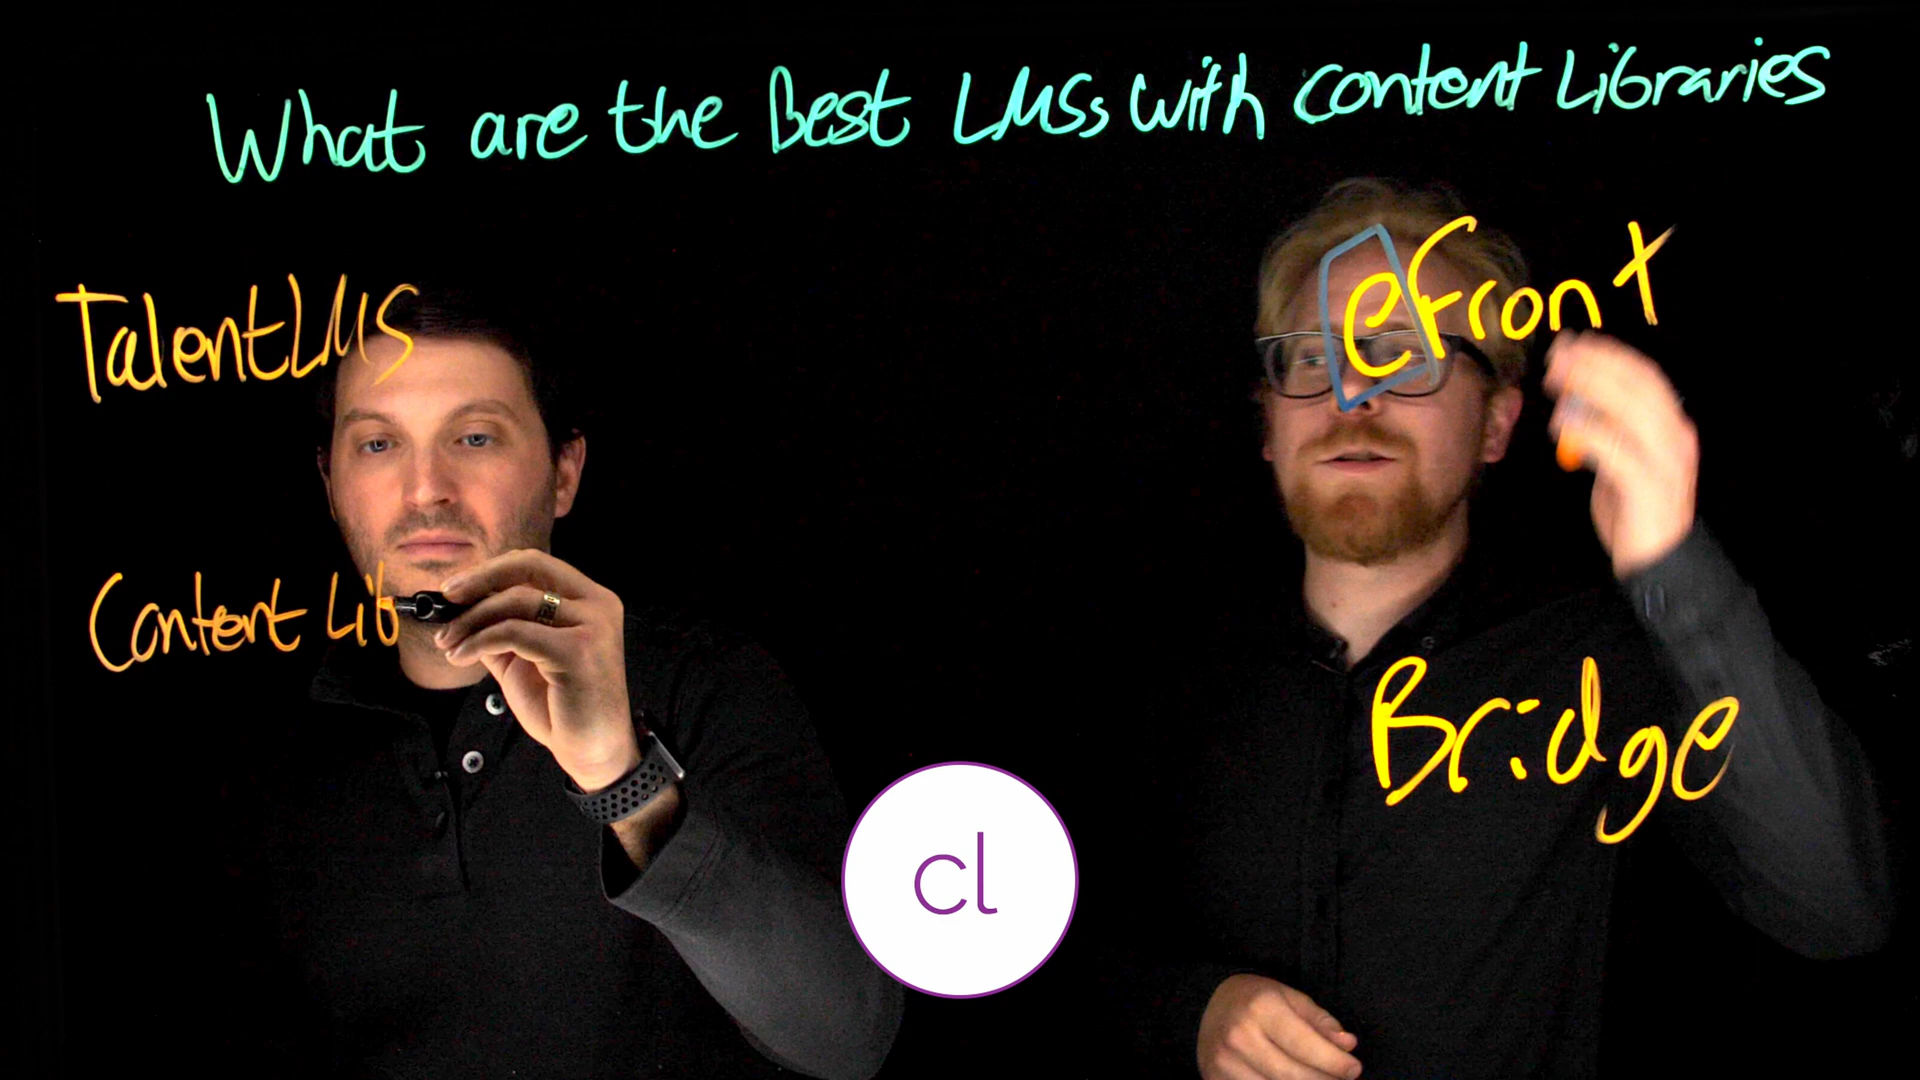 What are the Best LMSs with content Libraries
TalentLMS
eFront
Content Lib
Bridge
cl